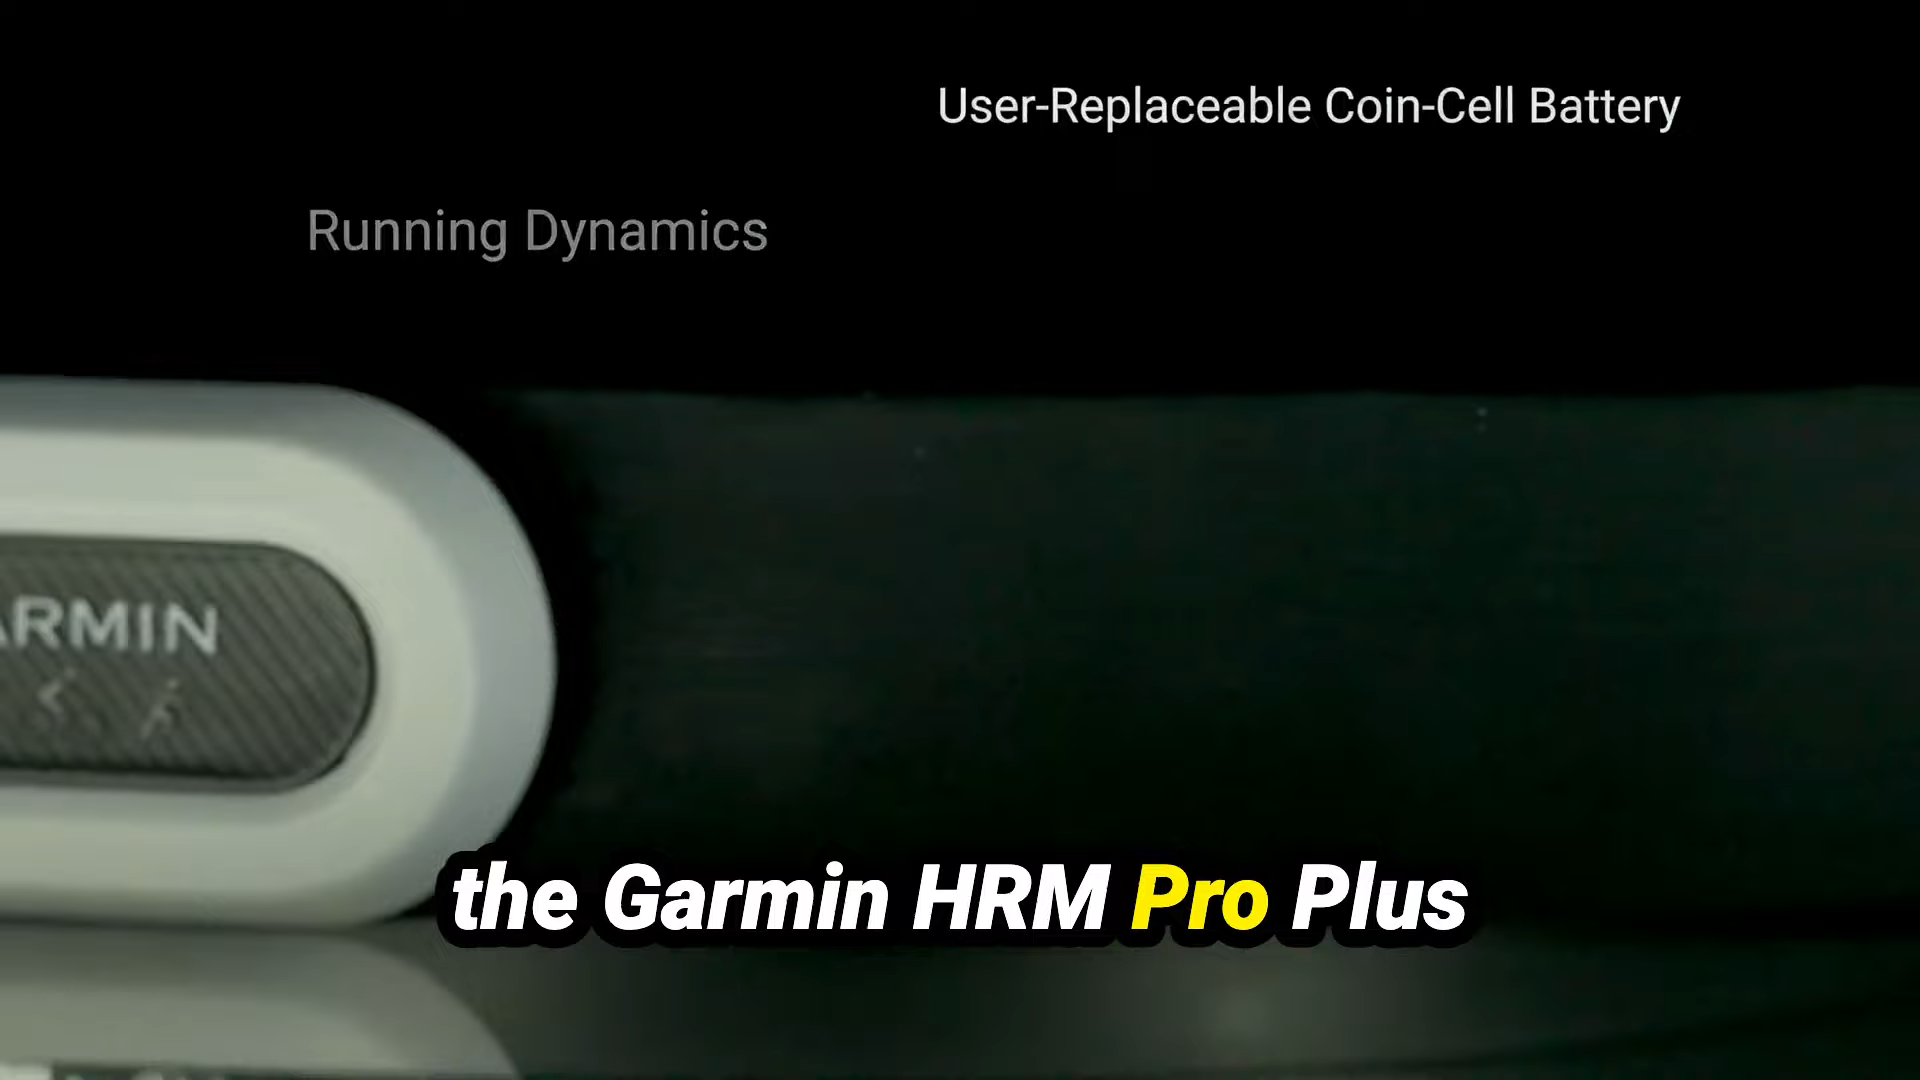 User-Replaceable Coin-Cell Battery
Running Dynamics
ARMIN
the Garmin HRM Pro Plus